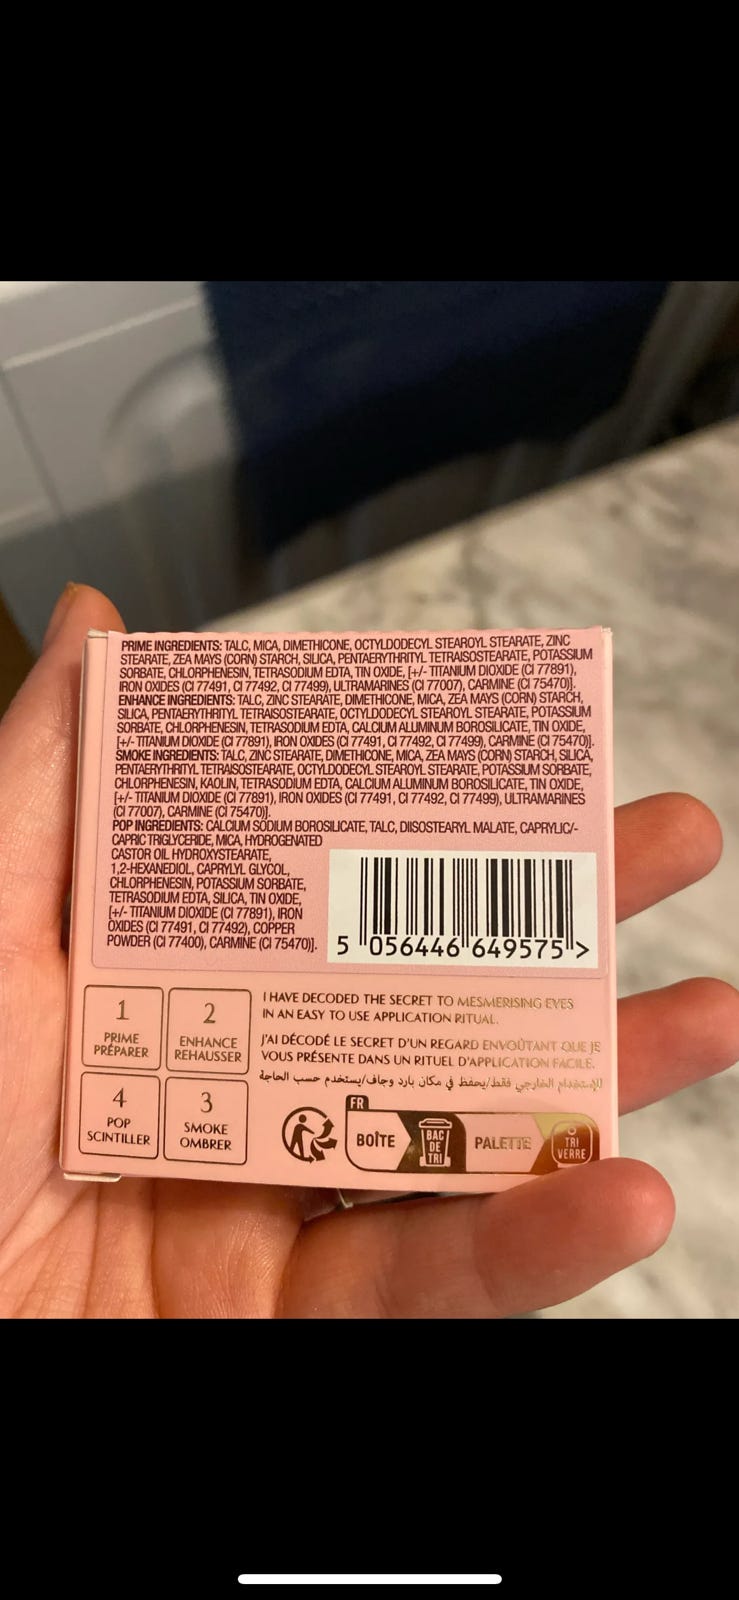 PRIME INGREDIENTS: TALC, MICA, DIMETHICONE, OCTYLDODECYL STEAROYL STEARATE, ZINC
STEARATE, ZEA MAYS (CORN) STARCH, SILICA, PENTAERYTHRITYL TETRAISOSTEARATE, POTASSIUM
SORBATE, CHLORPHENESIN, TETRASODIUM EDTA, TIN OXIDE, [+/- TITANIUM DIOXIDE (CI 77891),
IRON OXIDES (CI 77491, CI 77492, CI 77499), ULTRAMARINES (CI 77007), CARMINE (CI 75470)].
ENHANCE INGREDIENTS: TALC, ZINC STEARATE, DIMETHICONE, MICA, ZEA MAYS (CORN) STARCH,
SILICA, PENTAERYTHRITYL TETRAISOSTEARATE, OCTYLDODECYL STEAROYL STEARATE, POTASSIUM
SORBATE, CHLORPHENESIN, TETRASODIUM EDTA, CALCIUM ALUMINUM BOROSILICATE, TIN OXIDE,
[+/- TITANIUM DIOXIDE (CI 77891), IRON OXIDES (CI 77491, CI 77492, CI 77499), CARMINE (CI 75470)].
SMOKE INGREDIENTS: TALC, ZINC STEARATE, DIMETHICONE, MICA, ZEA MAYS (CORN) STARCH, SILICA,
PENTAERYTHRITYL TETRAISOSTEARATE, OCTYLDODECYL STEAROYL STEARATE, POTASSIUM SORBATE,
CHLORPHENESIN, KAOLIN, TETRASODIUM EDTA, CALCIUM ALUMINUM BOROSILICATE, TIN OXIDE,
[+/- TITANIUM DIOXIDE (CI 77891), IRON OXIDES (CI 77491, CI 77492, CI 77499), ULTRAMARINES
(CI 77007), CARMINE (CI 75470)].
POP INGREDIENTS: CALCIUM SODIUM BOROSILICATE, TALC, DIISOSTEARYL MALATE, CAPRYLIC/-
CAPRIC TRIGLYCERIDE, MICA, HYDROGENATED
CASTOR OIL HYDROXYSTEARATE,
1,2-HEXANEDIOL, CAPRYLYL GLYCOL,
CHLORPHENESIN, POTASSIUM SORBATE,
TETRASODIUM EDTA, SILICA, TIN OXIDE,
[+/- TITANIUM DIOXIDE (CI 77891), IRON
OXIDES (CI 77491, CI 77492), COPPER
POWDER (CI 77400), CARMINE (CI 75470)].
5 056446 649575 >
1
PRIME
PRÉPARER
2
ENHANCE
REHAUSSER
4
POP
SCINTILLER
3
SMOKE
OMBRER
I HAVE DECODED THE SECRET TO MESMERISING EYES
IN AN EASY TO USE APPLICATION RITUAL.
J'AI DÉCODÉ LE SECRET D'UN REGARD ENVOÛTANT QUE JE
VOUS PRÉSENTE DANS UN RITUEL D'APPLICATION FACILE.
للإستخدام الخارجي فقط/يحفظ في مكان بارد وجاف/يستخدم حسب الحاجة
FR
BOÎTE
BAC
DE
TRI
PALETTE
TRI
VERRE